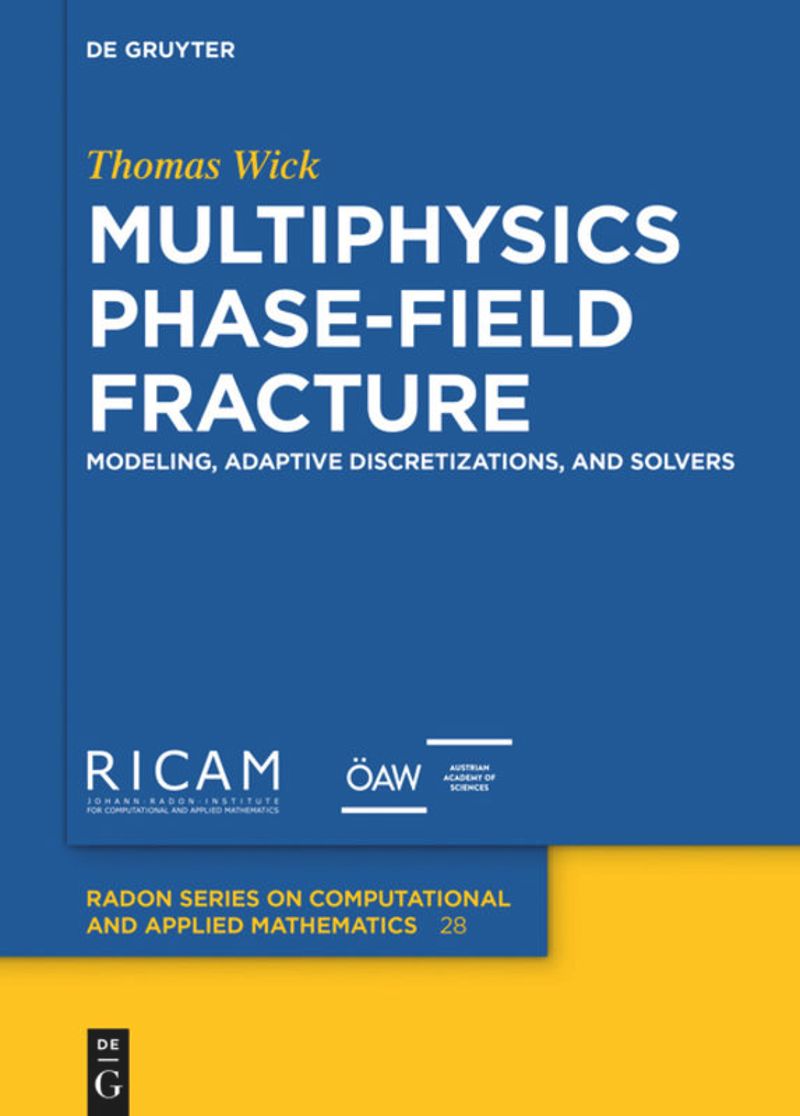 DE GRUYTER
Thomas Wick
MULTIPHYSICS
PHASE-FIELD
FRACTURE
MODELING, ADAPTIVE DISCRETIZATIONS, AND SOLVERS
RICAM
JOHANN·RADON·INSTITUTE
FOR COMPUTATIONAL AND APPLIED MATHEMATICS
ÖAW
AUSTRIAN
ACADEMY OF
SCIENCES
RADON SERIES ON COMPUTATIONAL
AND APPLIED MATHEMATICS 28
DE
G